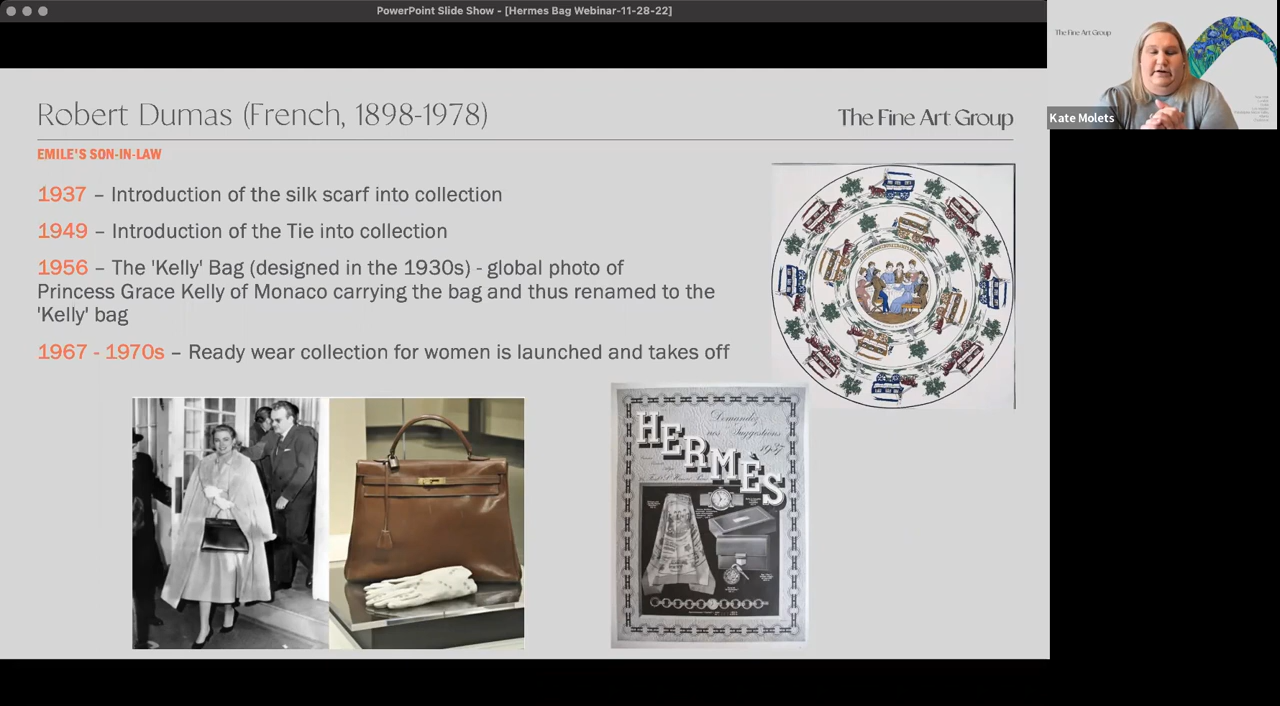 PowerPoint Slide Show - [Hermes Bag Webinar-11-28-22]
The Fine Art Group
Kate Molets
Robert Dumas (French, 1898-1978)
The Fine Art Group
EMILE'S SON-IN-LAW
1937 – Introduction of the silk scarf into collection
1949 – Introduction of the Tie into collection
1956 – The 'Kelly' Bag (designed in the 1930s) - global photo of
Princess Grace Kelly of Monaco carrying the bag and thus renamed to the
'Kelly' bag
1967 - 1970s – Ready wear collection for women is launched and takes off
Demandez
nos Suggestions
1937
HERMÈS